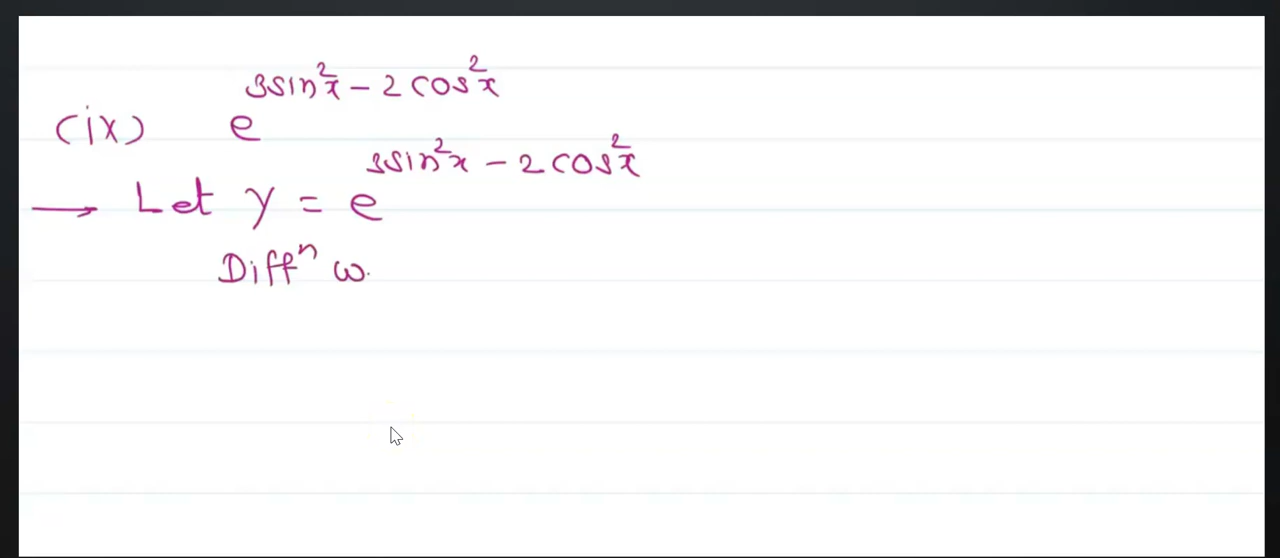 (ix) e^{3sin²x - 2cos²x}
→ Let y = e^{3sin²x - 2cos²x}
Diffⁿ w.